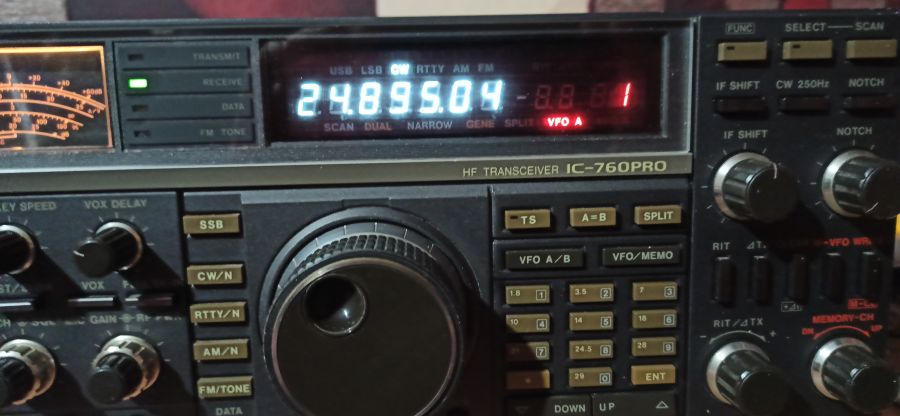 FUNC SELECT SCAN
TRANSMIT
RECEIVE
DATA
FM TONE
USB LSB CW RTTY AM FM
24.895.04 - 1
SCAN DUAL NARROW GENE SPLIT VFO A
IF SHIFT CW 250Hz NOTCH
IF SHIFT NOTCH
HF TRANSCEIVER IC-760PRO
VOX DELAY
SSB
CW/N
RTTY/N
AM/N
FM/TONE
DATA
VOX
TS A=B SPLIT
VFO A/B VFO/MEMO
1.8 1 3.5 2 7 3
10 4 14 5 18 6
21 7 24.5 8 28 9
. 29 0 ENT
DOWN UP
RIT
RIT/⊿TX
MEMORY-CH
DN UP